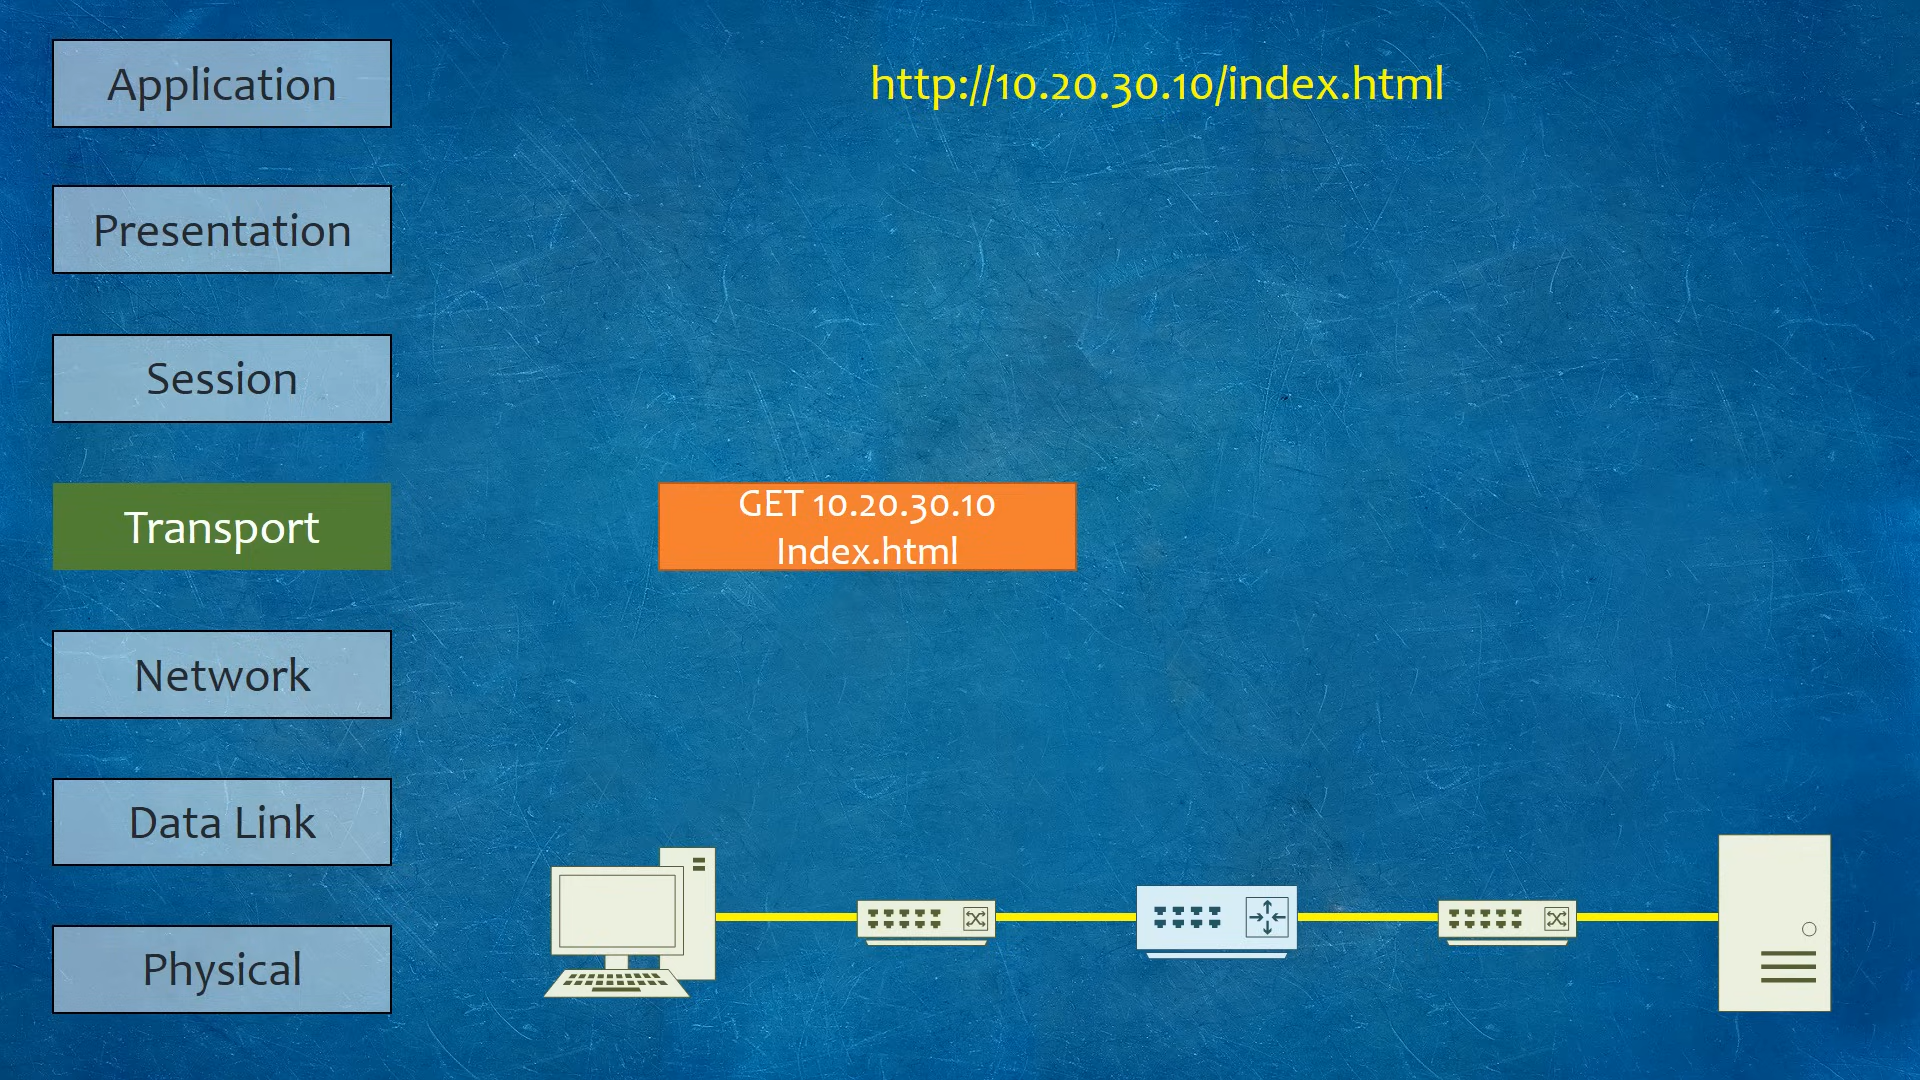 Application
http://10.20.30.10/index.html
Presentation
Session
Transport
GET 10.20.30.10
Index.html
Network
Data Link
Physical